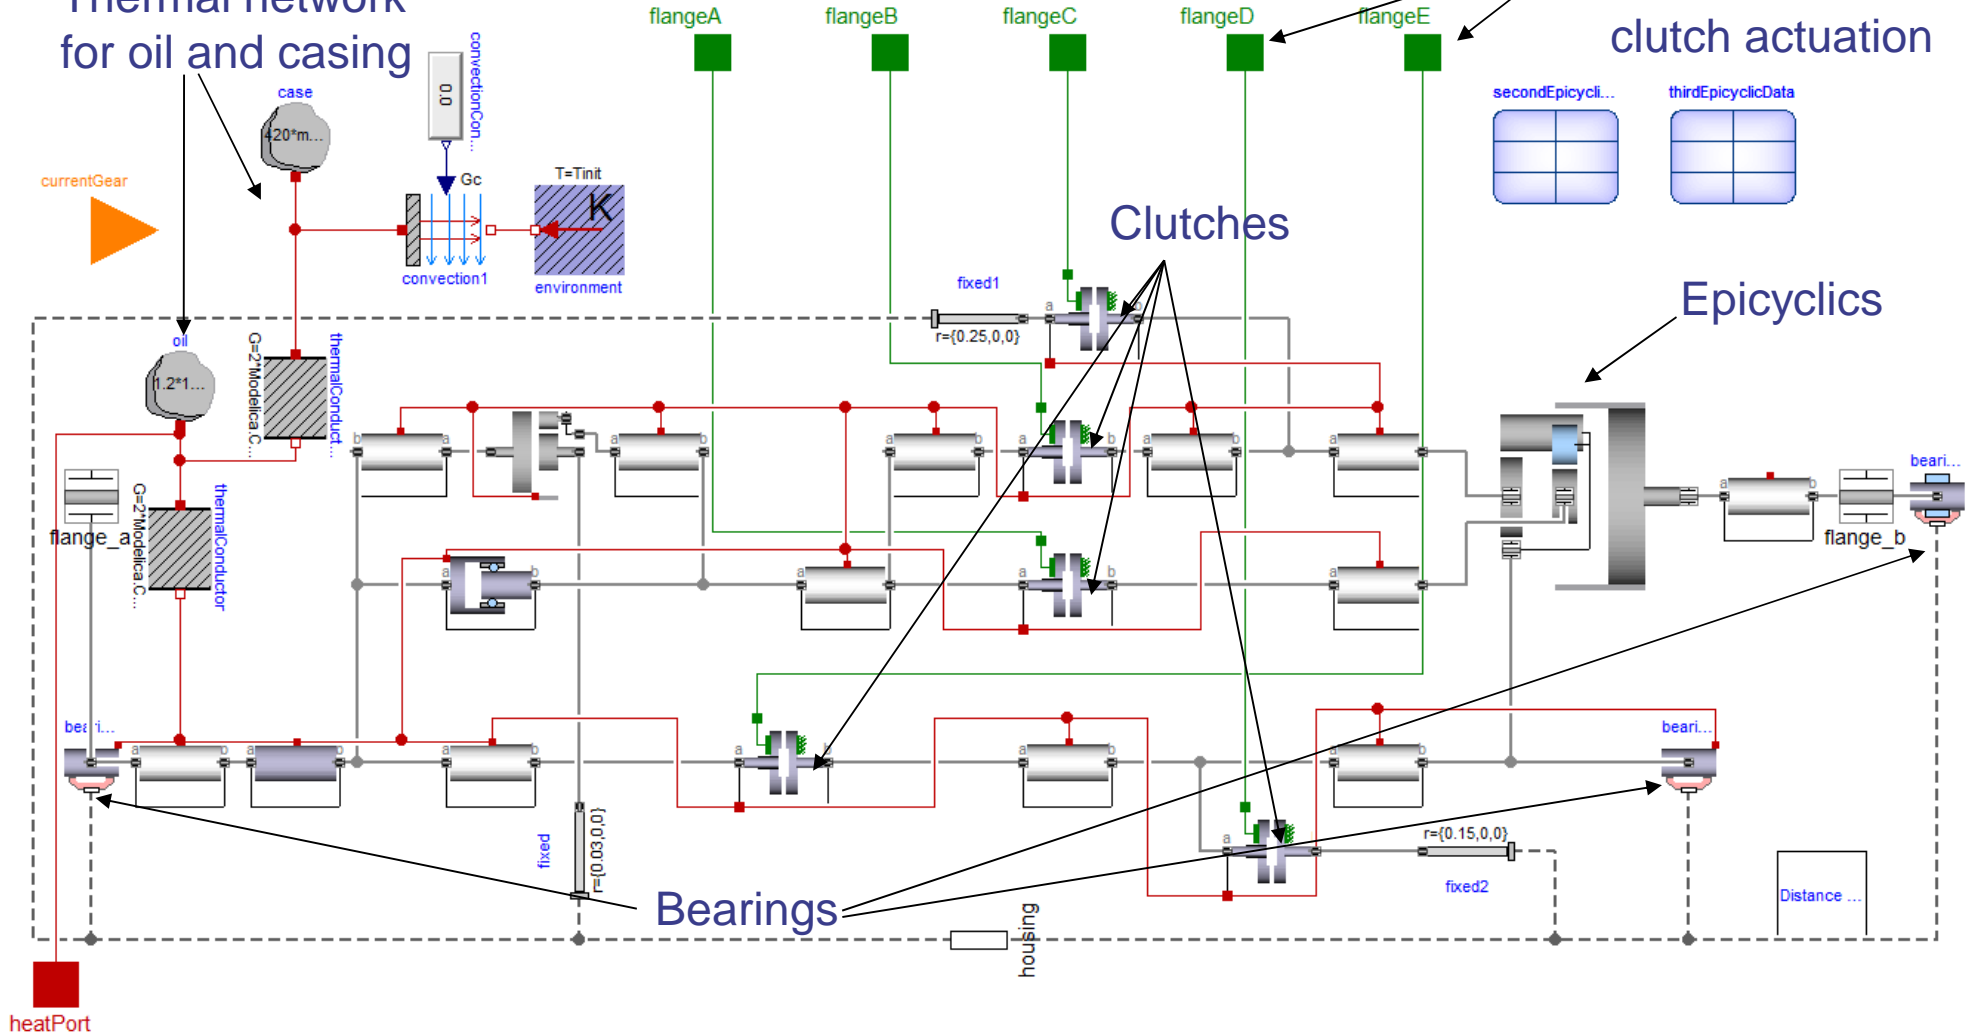 Thermal network
for oil and casing
flangeA
flangeB
flangeC
flangeD
flangeE
clutch actuation
convectionCon...
0.0
case
420*m...
secondEpicycli...
thirdEpicyclicData
currentGear
Gc
T=Tinit
K
convection1
environment
Clutches
Epicyclics
fixed1
a
b
r={0.25,0,0}
oil
1.2*1...
G=2*Modelica.C...
thermalConduct...
b
a
a
b
a
b
a
b
a
b
a
beari...
a
b
flange_a
flange_b
G=2*Modelica.C...
thermalConductor
a
b
a
b
a
b
a
beari...
a
b
a
b
a
b
a
b
a
b
a
beari...
a
r={0.15,0,0}
fixed
r={0.03,0,0}
fixed2
Bearings
Distance ...
housing
heatPort